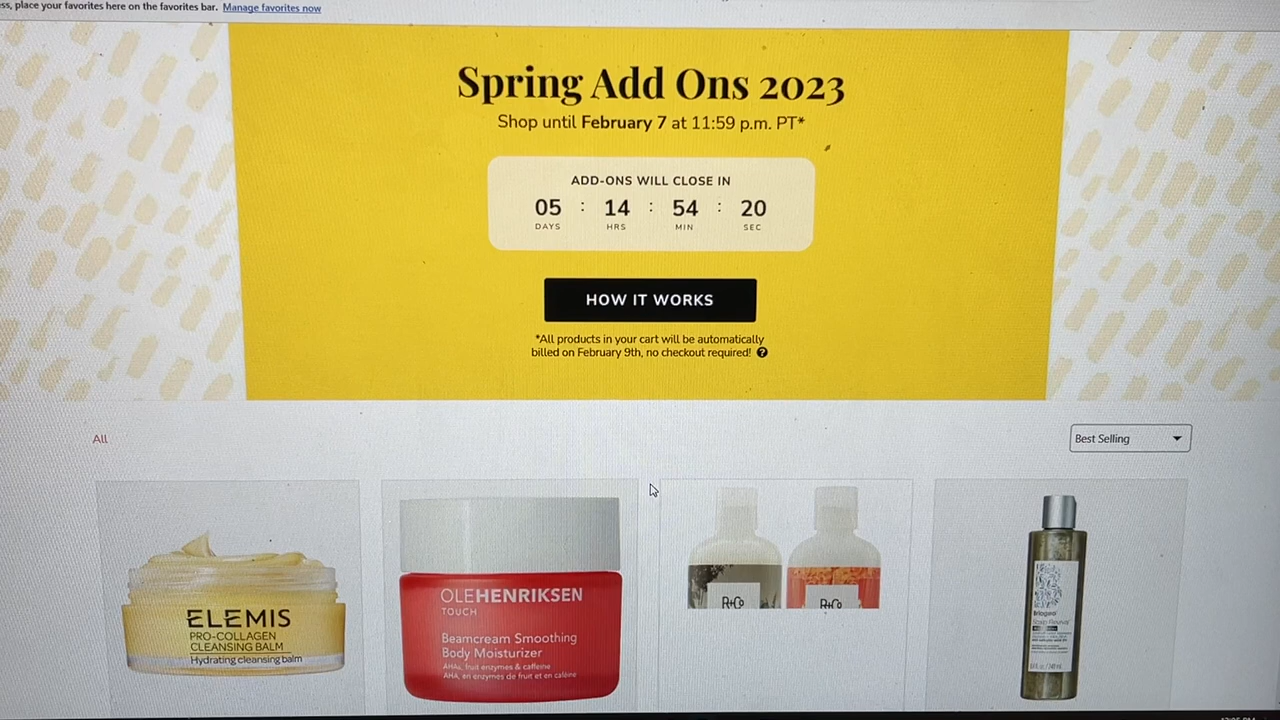 ss, place your favorites here on the favorites bar. Manage favorites now
Spring Add Ons 2023
Shop until February 7 at 11:59 p.m. PT*
ADD-ONS WILL CLOSE IN
05 : 14 : 54 : 20
DAYS HRS MIN SEC
HOW IT WORKS
*All products in your cart will be automatically
billed on February 9th, no checkout required! ?
All
Best Selling
ELEMIS
PRO-COLLAGEN
CLEANSING BALM
Hydrating cleansing balm
OLEHENRIKSEN
TOUCH
Beamcream Smoothing
Body Moisturizer
AHAs, fruit enzymes & caffeine
AHA, en enzymes de fruit et en caféine
R+Co
R+Co
Briogeo
Scalp Revival